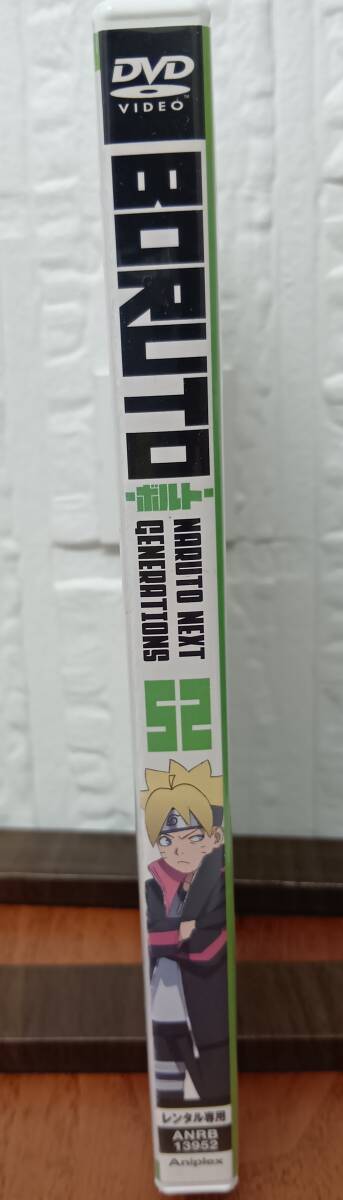 DVD
VIDEO
BORUTO
-ボルト-
NARUTO NEXT
GENERATIONS
52
レンタル専用
ANRB
13952
Aniplex